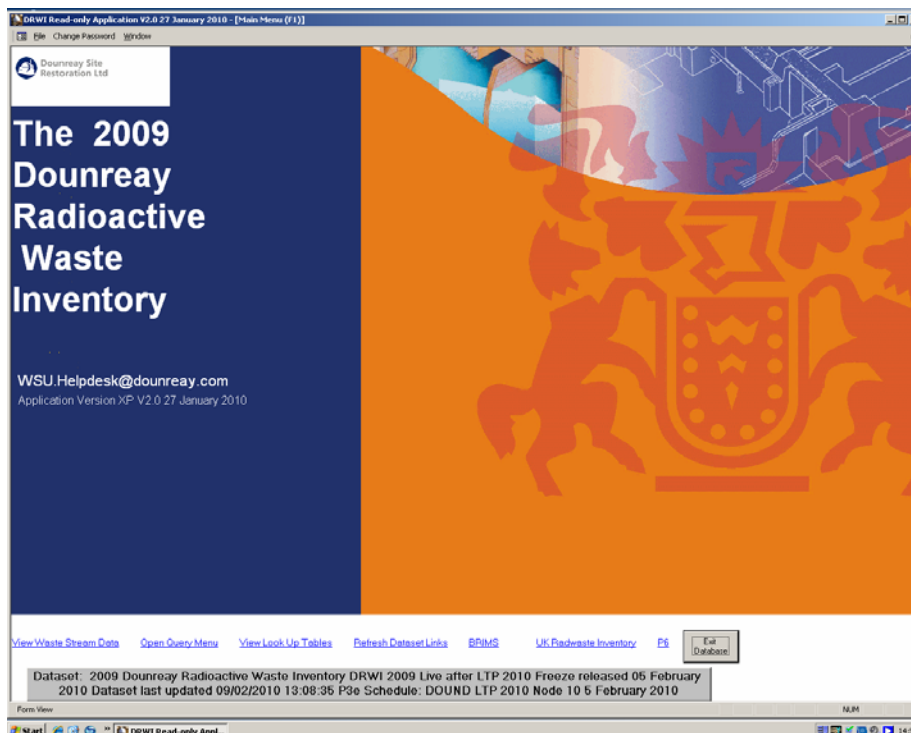 DRWI Read-only Application V2.0 27 January 2010 - [Main Menu (F1)]
File Change Password Window
Dounreay Site
Restoration Ltd
The 2009
Dounreay
Radioactive
Waste
Inventory
WSU.Helpdesk@dounreay.com
Application Version XP V2.0 27 January 2010
View Waste Stream Data Open Query Menu View Look Up Tables Refresh Dataset Links BRIMS UK Radwaste Inventory P6 Exit
Database
Dataset: 2009 Dounreay Radioactive Waste Inventory DRWI 2009 Live after LTP 2010 Freeze released 05 February
2010 Dataset last updated 09/02/2010 13:08:35 P3e Schedule: DOUND LTP 2010 Node 10 5 February 2010
Form View NUM
Start DRWI Read-only Appl...